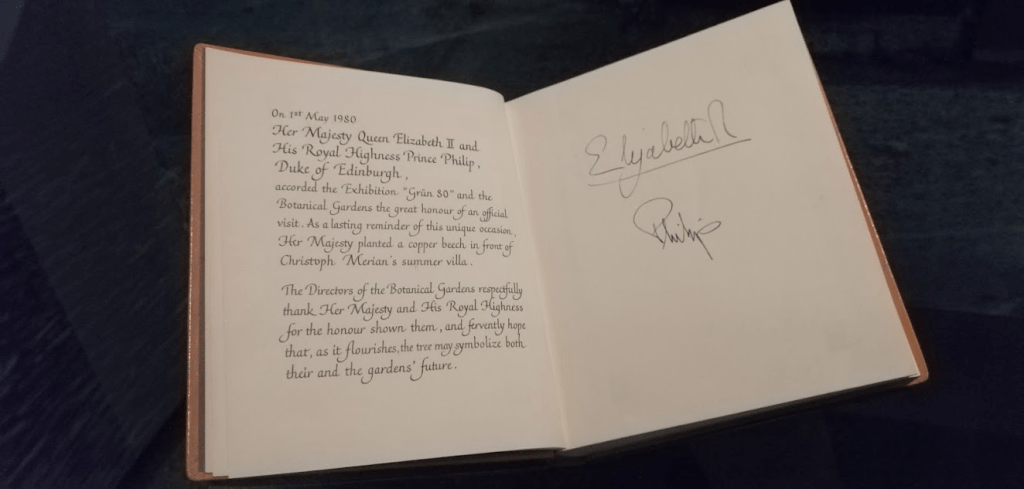 On 1st May 1980
Her Majesty Queen Elizabeth II and
His Royal Highness Prince Philip,
Duke of Edinburgh,
accorded the Exhibition "Grün 80" and the
Botanical Gardens the great honour of an official
visit. As a lasting reminder of this unique occasion,
Her Majesty planted a copper beech in front of
Christoph Merian's summer villa.
The Directors of the Botanical Gardens respectfully
thank Her Majesty and His Royal Highness
for the honour shown them, and fervently hope
that, as it flourishes, the tree may symbolize both
their and the gardens' future.
Elizabeth R
Philip